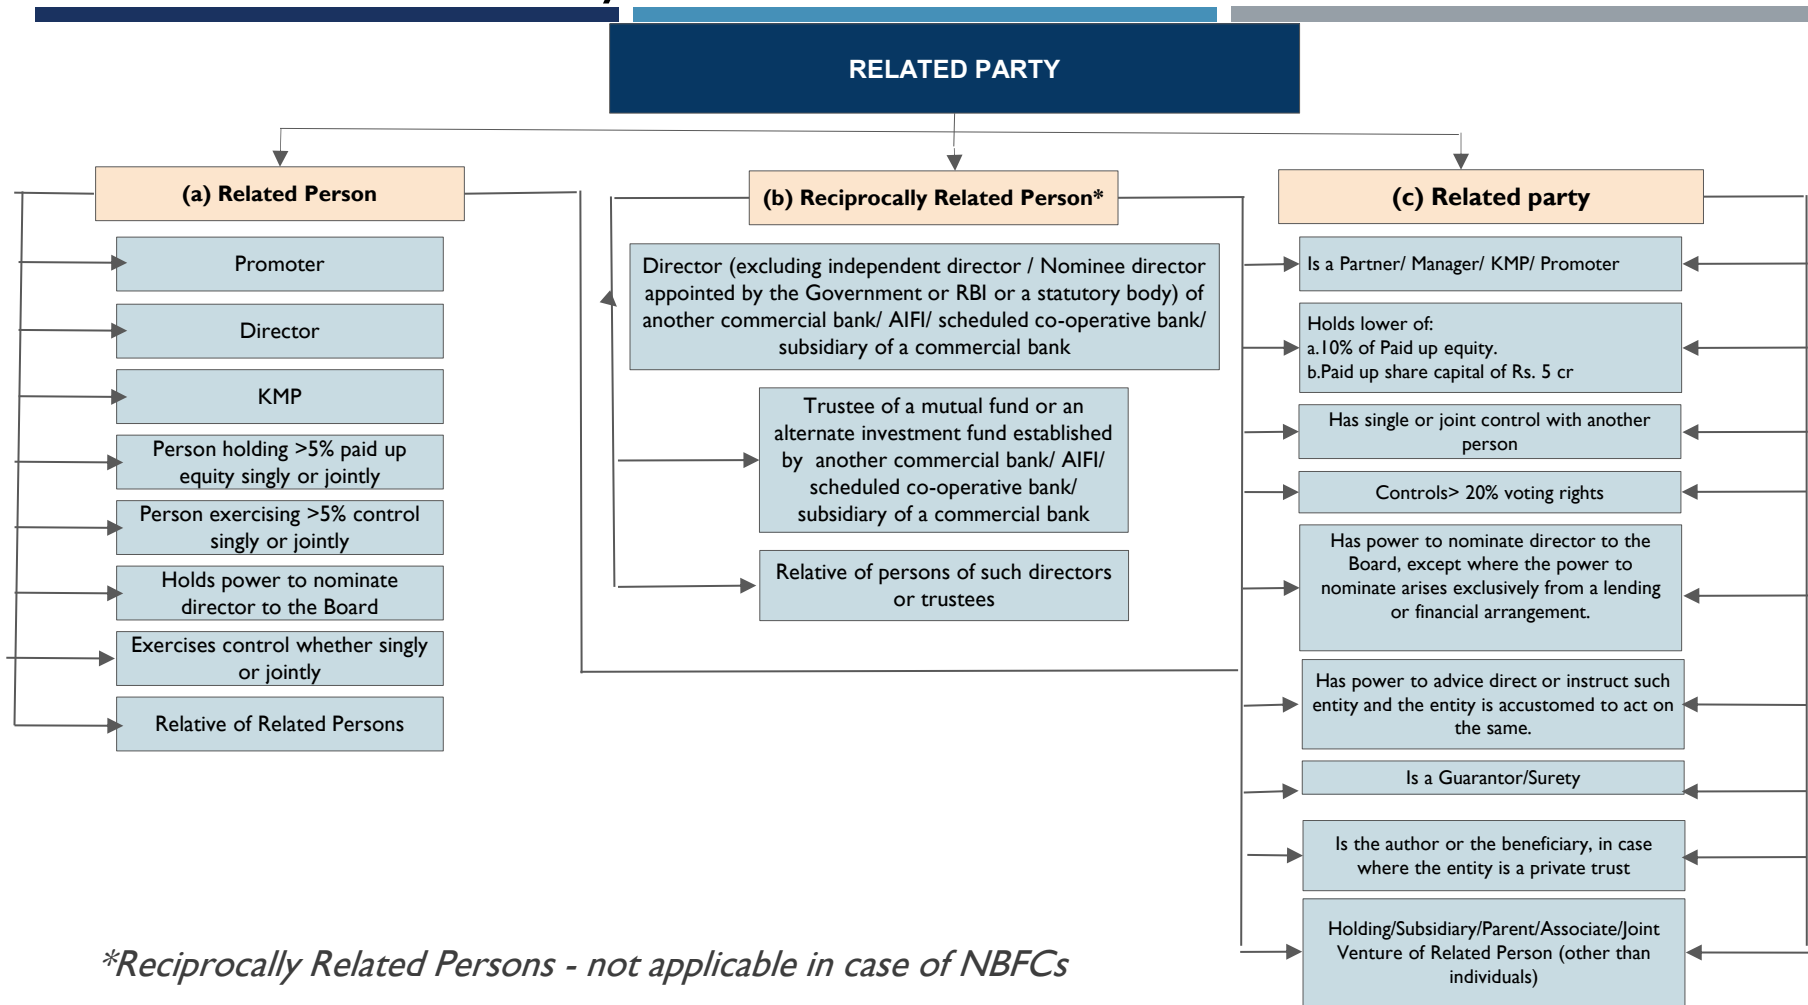 RELATED PARTY
(a) Related Person
Promoter
Director
KMP
Person holding >5% paid up
equity singly or jointly
Person exercising >5% control
singly or jointly
Holds power to nominate
director to the Board
Exercises control whether singly
or jointly
Relative of Related Persons
(b) Reciprocally Related Person*
Director (excluding independent director / Nominee director
appointed by the Government or RBI or a statutory body) of
another commercial bank/ AIFI/ scheduled co-operative bank/
subsidiary of a commercial bank
Trustee of a mutual fund or an
alternate investment fund established
by another commercial bank/ AIFI/
scheduled co-operative bank/
subsidiary of a commercial bank
Relative of persons of such directors
or trustees
(c) Related party
Is a Partner/ Manager/ KMP/ Promoter
Holds lower of:
a.10% of Paid up equity.
b.Paid up share capital of Rs. 5 cr
Has single or joint control with another
person
Controls> 20% voting rights
Has power to nominate director to the
Board, except where the power to
nominate arises exclusively from a lending
or financial arrangement.
Has power to advice direct or instruct such
entity and the entity is accustomed to act on
the same.
Is a Guarantor/Surety
Is the author or the beneficiary, in case
where the entity is a private trust
Holding/Subsidiary/Parent/Associate/Joint
Venture of Related Person (other than
individuals)
*Reciprocally Related Persons - not applicable in case of NBFCs